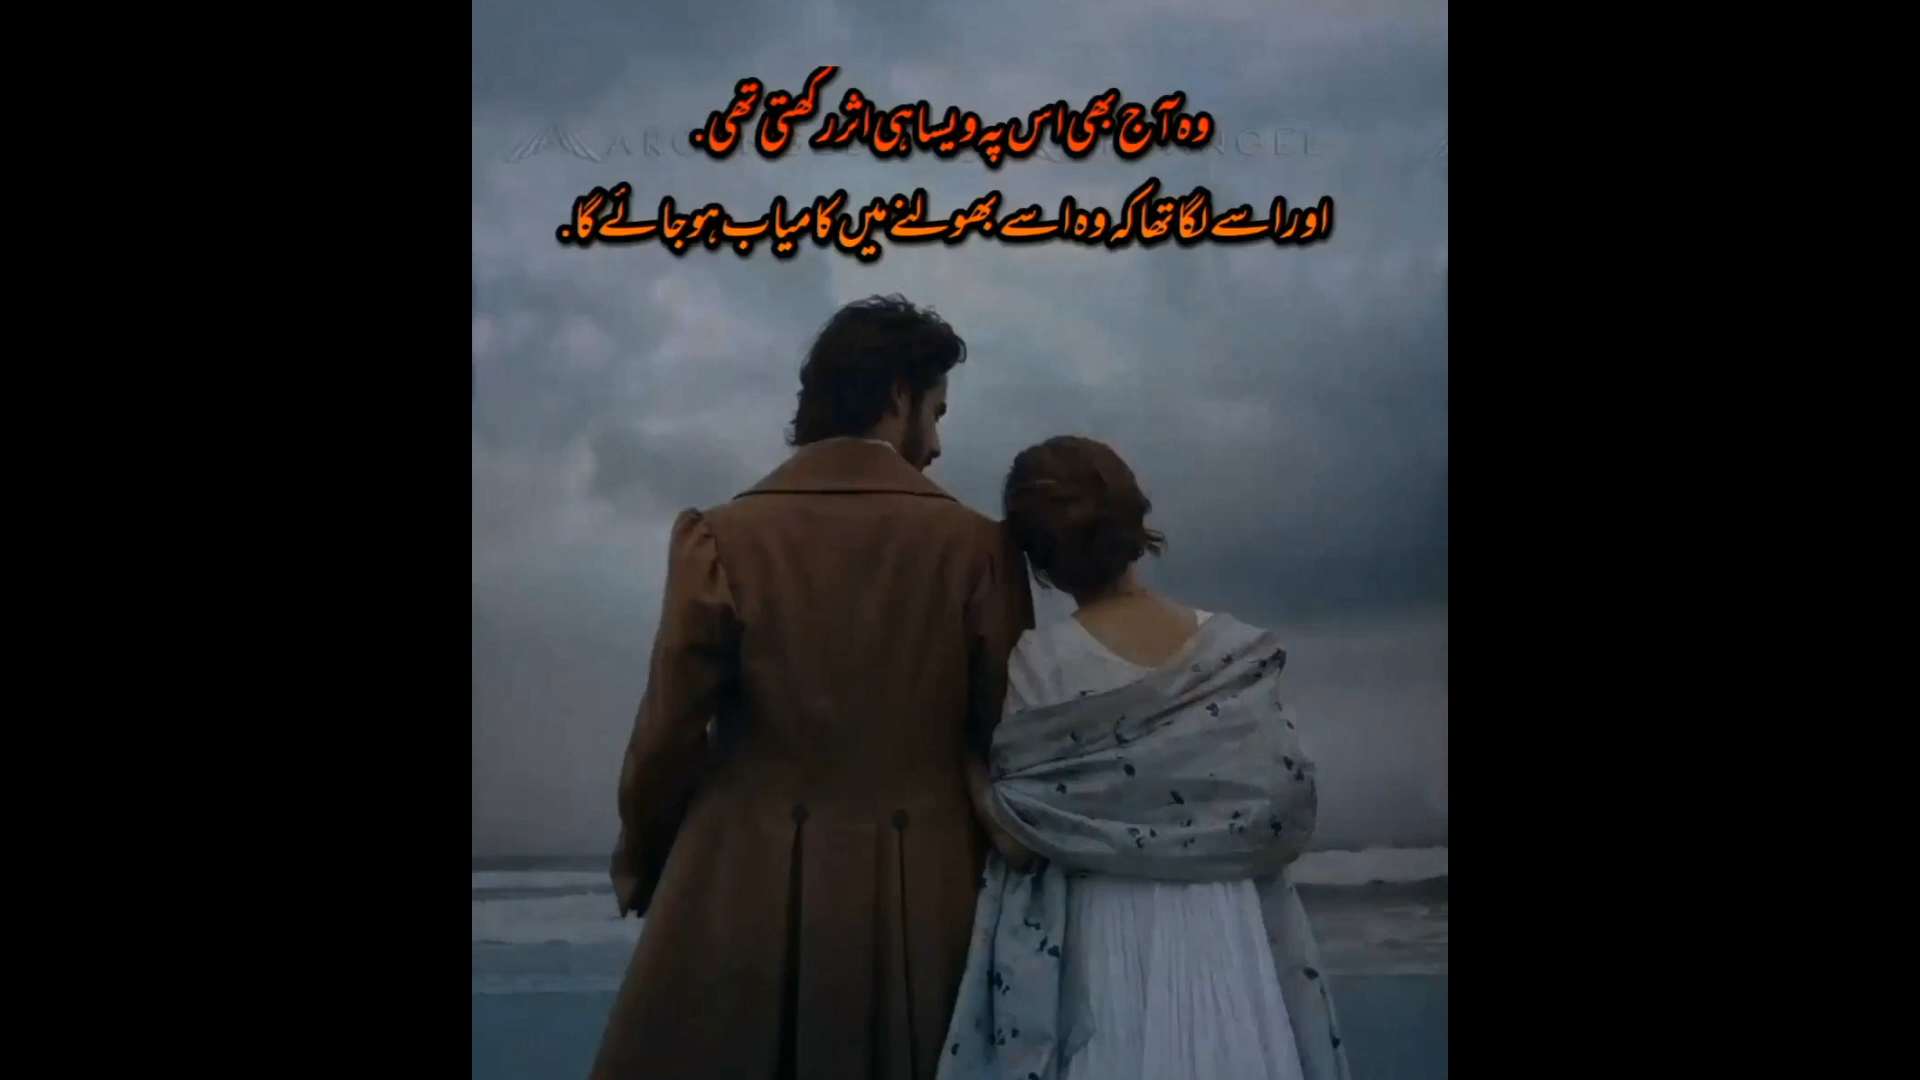 وہ آج بھی اس پہ ویسا ہی اثر رکھتی تھی.
اور اسے لگا تھا کہ وہ اسے بھولنے میں کامیاب ہو جائے گا.